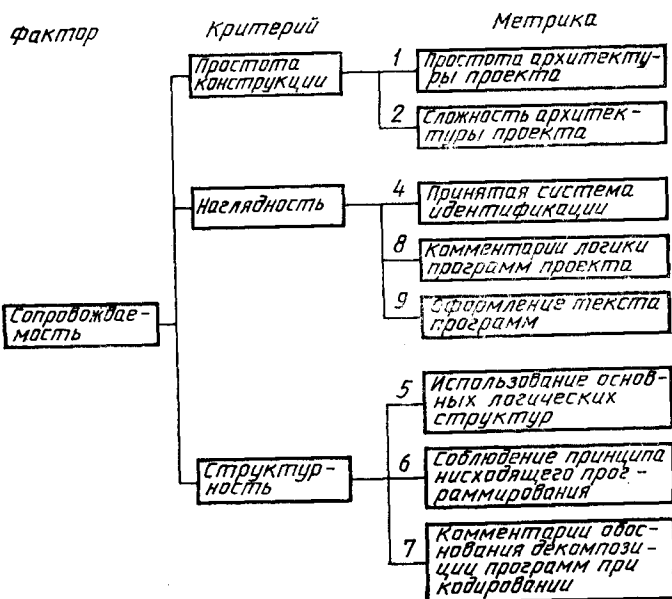 Фактор Критерий Метрика
Простота
конструкции
1
Простота архитекту-
ры проекта
2
Сложность архитек-
туры проекта
Наглядность
4
Принятая система
идентификации
8
Комментарии логики
программ проекта
9
Оформление текста
программ
Сопровождае-
мость
Структур-
ность
5
Использование основ-
ных логических
структур
6
Соблюдение принципа
нисходящего прог-
раммирования
7
Комментарии обос-
нования декомпози-
ции программ при
кодировании